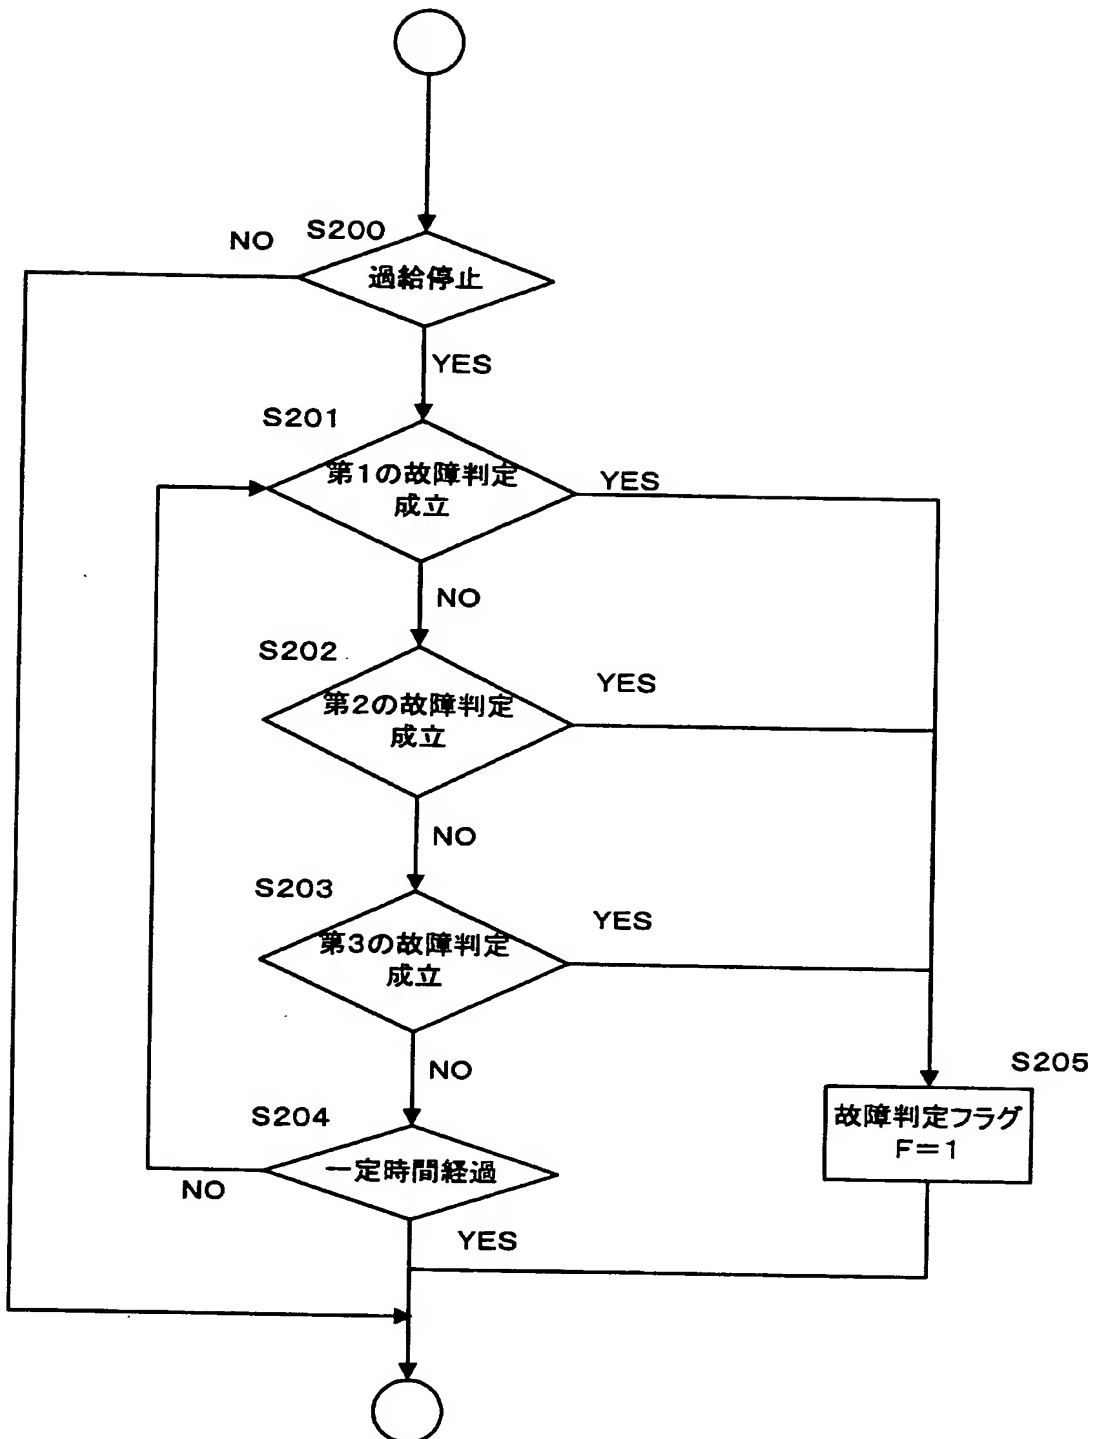 S200
NO
過給停止
YES
S201
第1の故障判定
成立
YES
NO
S202
第2の故障判定
成立
YES
NO
S203
第3の故障判定
成立
YES
NO
S204
一定時間経過
NO
YES
S205
故障判定フラグ
F=1